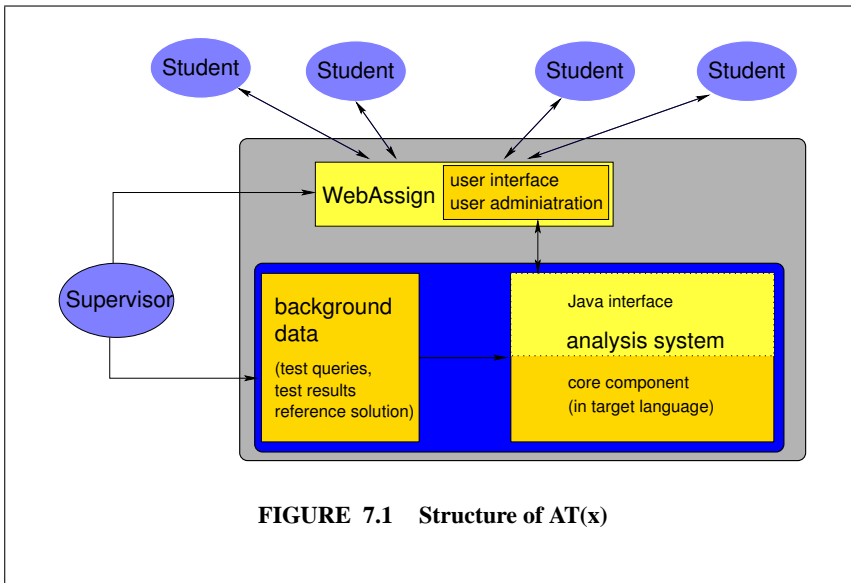 Student
Student
Student
Student
WebAssign
user interface
user adminiatration
Supervisor
background
data
(test queries,
test results
reference solution)
Java interface
analysis system
core component
(in target language)
FIGURE 7.1 Structure of AT(x)